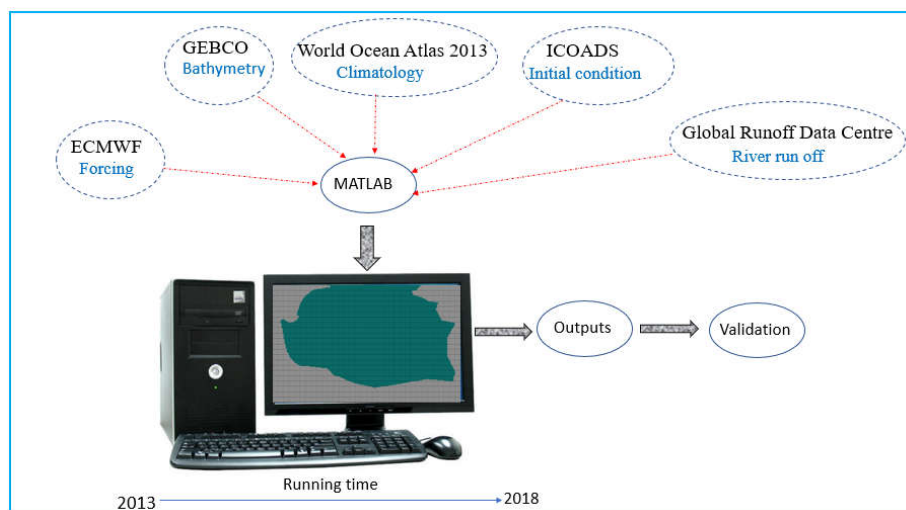 GEBCO
Bathymetry
World Ocean Atlas 2013
Climatology
ICOADS
Initial condition
ECMWF
Forcing
Global Runoff Data Centre
River run off
MATLAB
Outputs
Validation
Running time
2013
2018